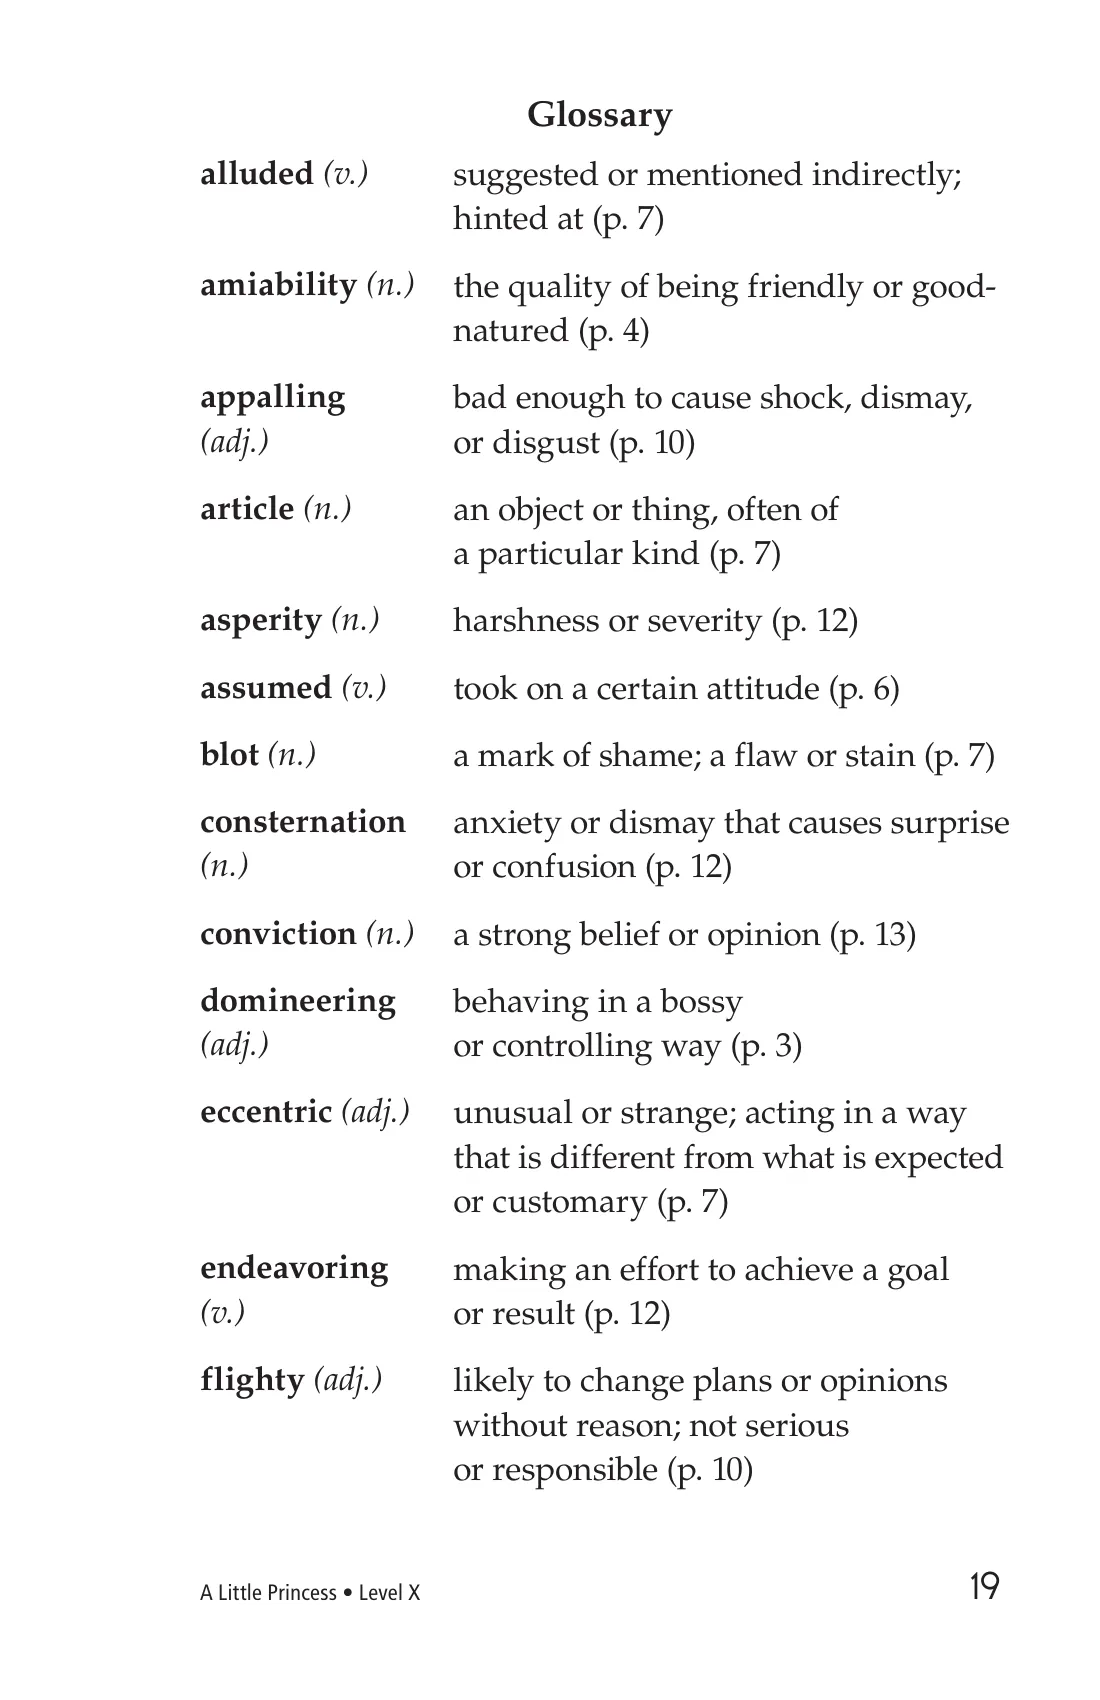 Glossary
alluded (v.) suggested or mentioned indirectly;
hinted at (p. 7)
amiability (n.) the quality of being friendly or good-
natured (p. 4)
appalling bad enough to cause shock, dismay,
(adj.) or disgust (p. 10)
article (n.) an object or thing, often of
a particular kind (p. 7)
asperity (n.) harshness or severity (p. 12)
assumed (v.) took on a certain attitude (p. 6)
blot (n.) a mark of shame; a flaw or stain (p. 7)
consternation anxiety or dismay that causes surprise
(n.) or confusion (p. 12)
conviction (n.) a strong belief or opinion (p. 13)
domineering behaving in a bossy
(adj.) or controlling way (p. 3)
eccentric (adj.) unusual or strange; acting in a way
that is different from what is expected
or customary (p. 7)
endeavoring making an effort to achieve a goal
(v.) or result (p. 12)
flighty (adj.) likely to change plans or opinions
without reason; not serious
or responsible (p. 10)
A Little Princess • Level X 19